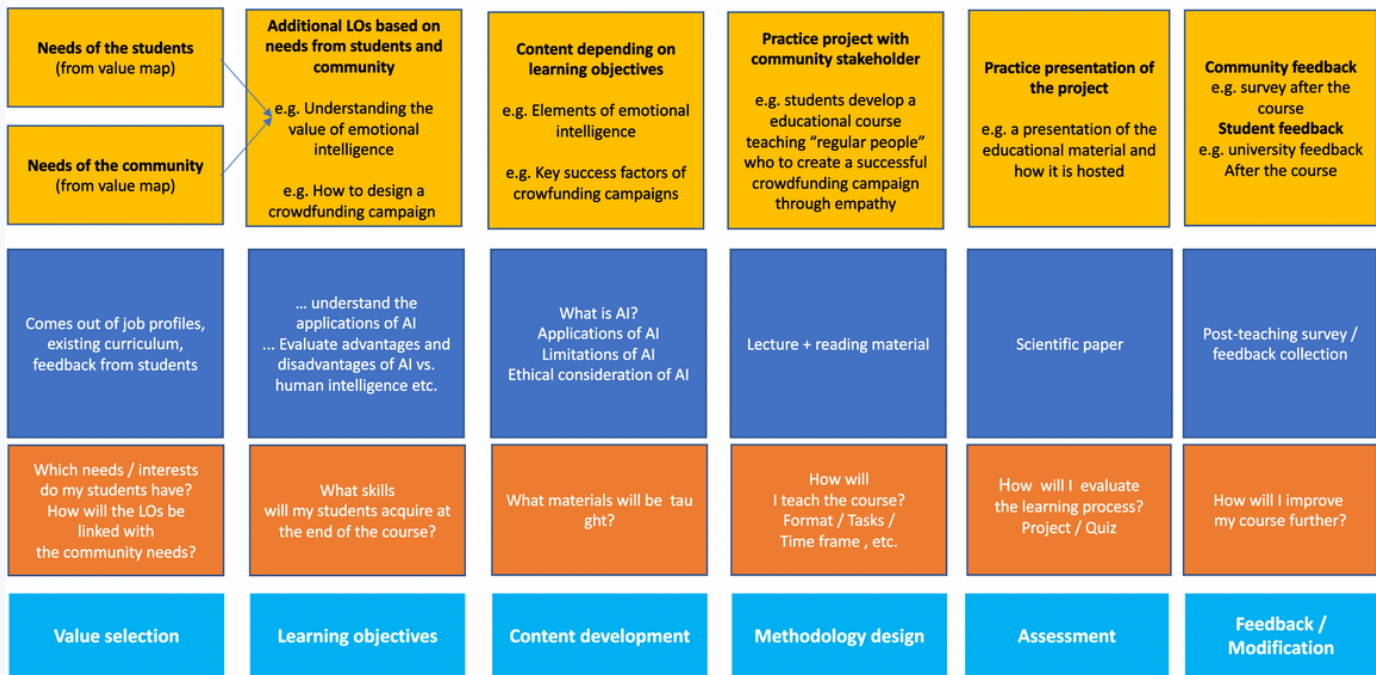 Needs of the students
(from value map)
Needs of the community
(from value map)
Additional LOs based on
needs from students and
community
e.g. Understanding the
value of emotional
intelligence
e.g. How to design a
crowdfunding campaign
Content depending on
learning objectives
e.g. Elements of emotional
intelligence
e.g. Key success factors of
crowfunding campaigns
Practice project with
community stakeholder
e.g. students develop a
educational course
teaching “regular people”
who to create a successful
crowdfunding campaign
through empathy
Practice presentation of
the project
e.g. a presentation of the
educational material and
how it is hosted
Community feedback
e.g. survey after the
course
Student feedback
e.g. university feedback
After the course
Comes out of job profiles,
existing curriculum,
feedback from students
... understand the
applications of AI
... Evaluate advantages and
disadvantages of AI vs.
human intelligence etc.
What is AI?
Applications of AI
Limitations of AI
Ethical consideration of AI
Lecture + reading material
Scientific paper
Post-teaching survey /
feedback collection
Which needs / interests
do my students have?
How will the LOs be
linked with
the community needs?
What skills
will my students acquire at
the end of the course?
What materials will be tau
ght?
How will
I teach the course?
Format / Tasks /
Time frame , etc.
How will I evaluate
the learning process?
Project / Quiz
How will I improve
my course further?
Value selection
Learning objectives
Content development
Methodology design
Assessment
Feedback /
Modification